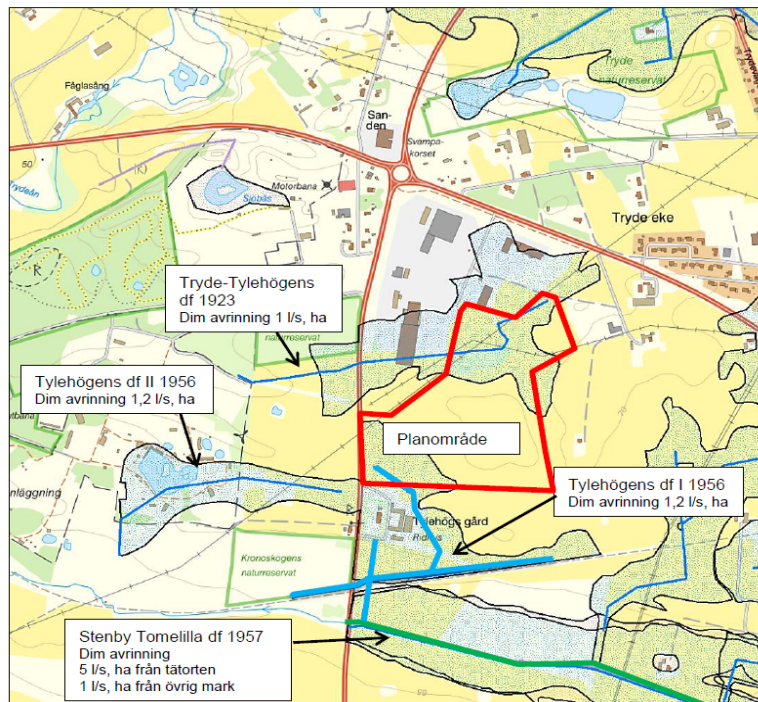 Fåglasång
Trydeån
50
Motorbana
Sjöbås
San-
den
Svampa-
korset
Tryde
naturreservat
Tryde eke
Tryde-Tylehögens
df 1923
Dim avrinning 1 l/s, ha
naturreservat
Tylehögens df II 1956
Dim avrinning 1,2 l/s, ha
Planområde
nläggning
Tylehögens df I 1956
Dim avrinning 1,2 l/s, ha
Tylehögs gård
Kronoskogens
naturreservat
Stenby Tomelilla df 1957
Dim avrinning
5 l/s, ha från tätorten
1 l/s, ha från övrig mark